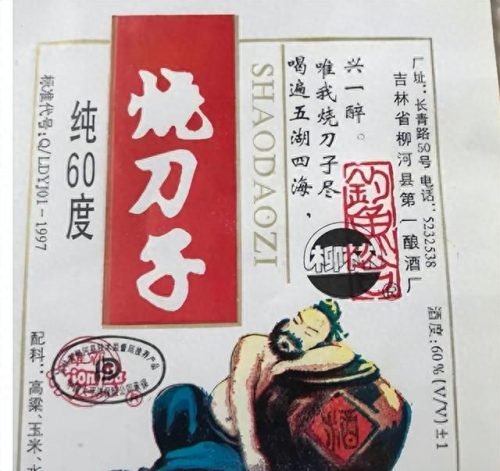 厂址：长青路50号 电话：5232538
吉林省柳河县第一酿酒厂
兴一醉。
唯我烧刀子尽
喝遍五湖四海，
SHAODAOZI
烧刀子
纯60度
标准代号：Q/LDYJ01-1997
酒度：60%(V/V)±1
配料：高粱、玉米、水
柳
酒
R